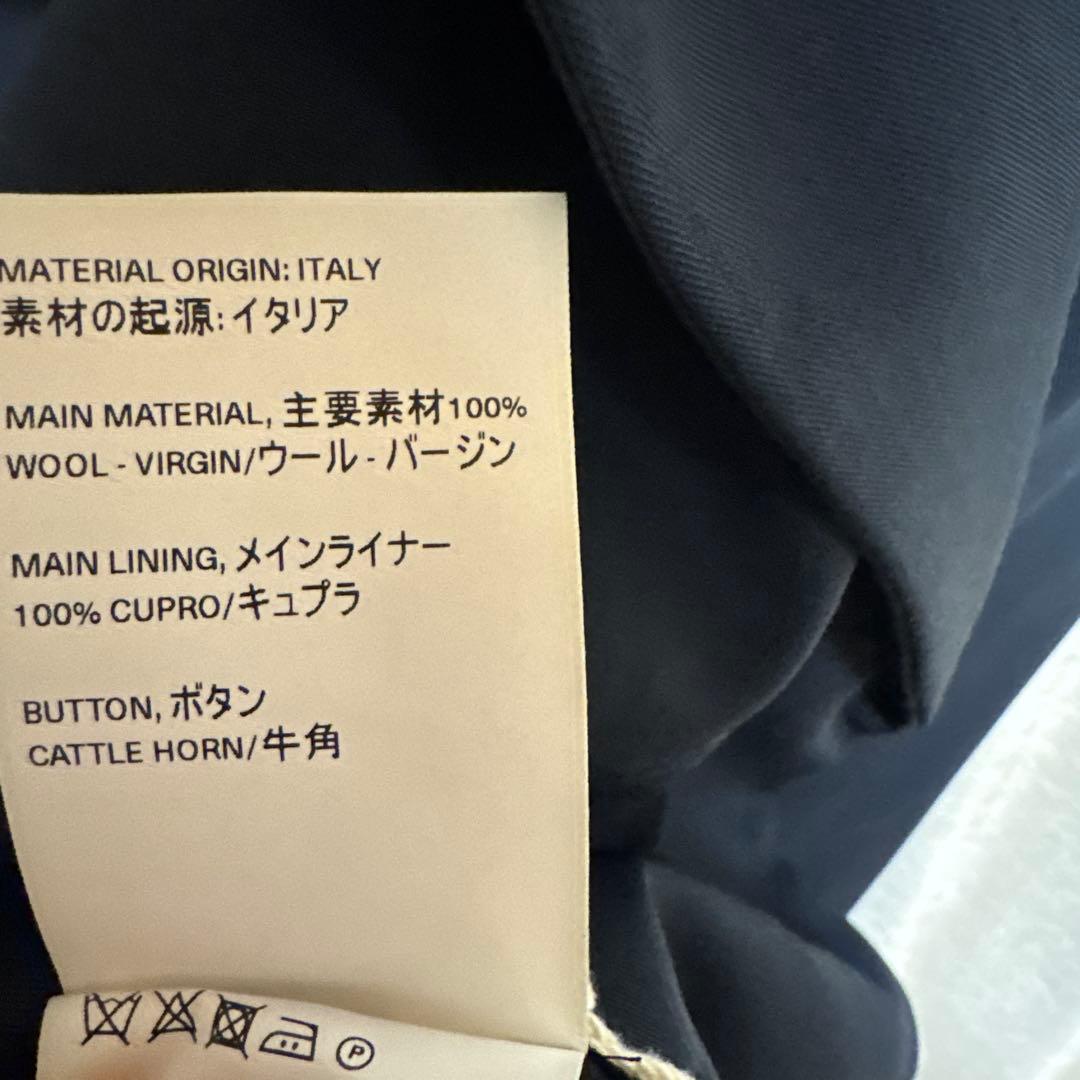 MATERIAL ORIGIN: ITALY
素材の起源:イタリア
MAIN MATERIAL, 主要素材100%
WOOL - VIRGIN/ウール - バージン
MAIN LINING, メインライナー
100% CUPRO/キュプラ
BUTTON, ボタン
CATTLE HORN/牛角
P